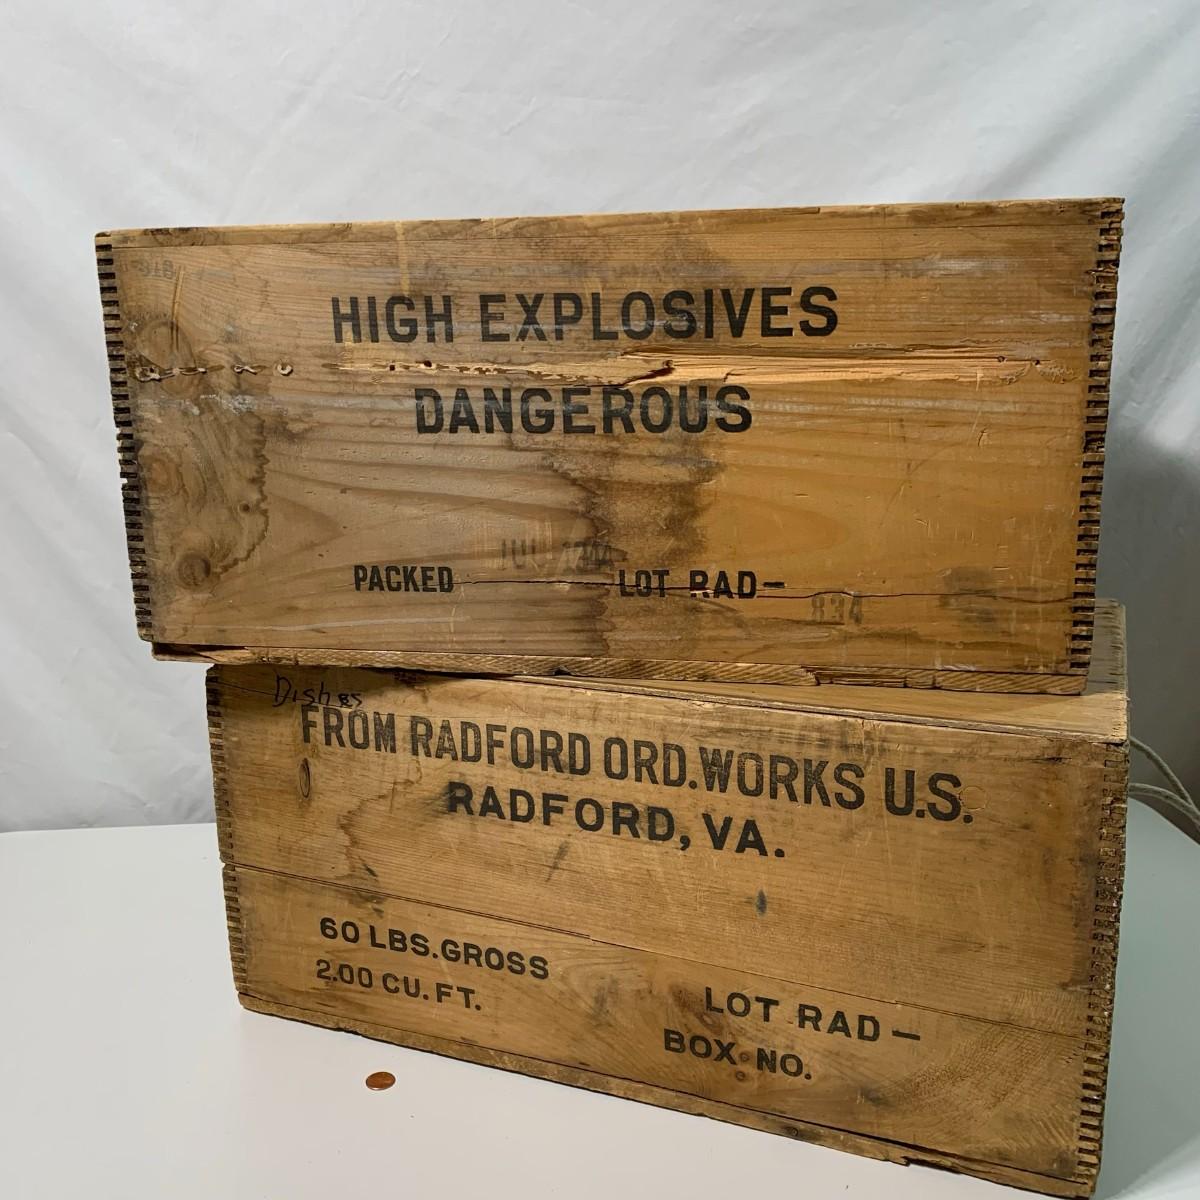 HIGH EXPLOSIVES
DANGEROUS
PACKED LOT RAD-
834
Dishes
FROM RADFORD ORD. WORKS U.S.
RADFORD, VA.
60 LBS. GROSS
2.00 CU. FT.
LOT RAD-
BOX NO.